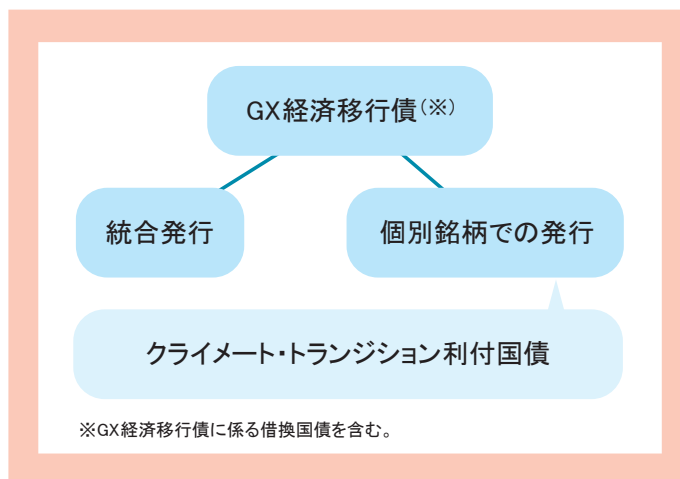 GX経済移行債(※)
統合発行
個別銘柄での発行
クライメート・トランジション利付国債
※GX経済移行債に係る借換国債を含む。